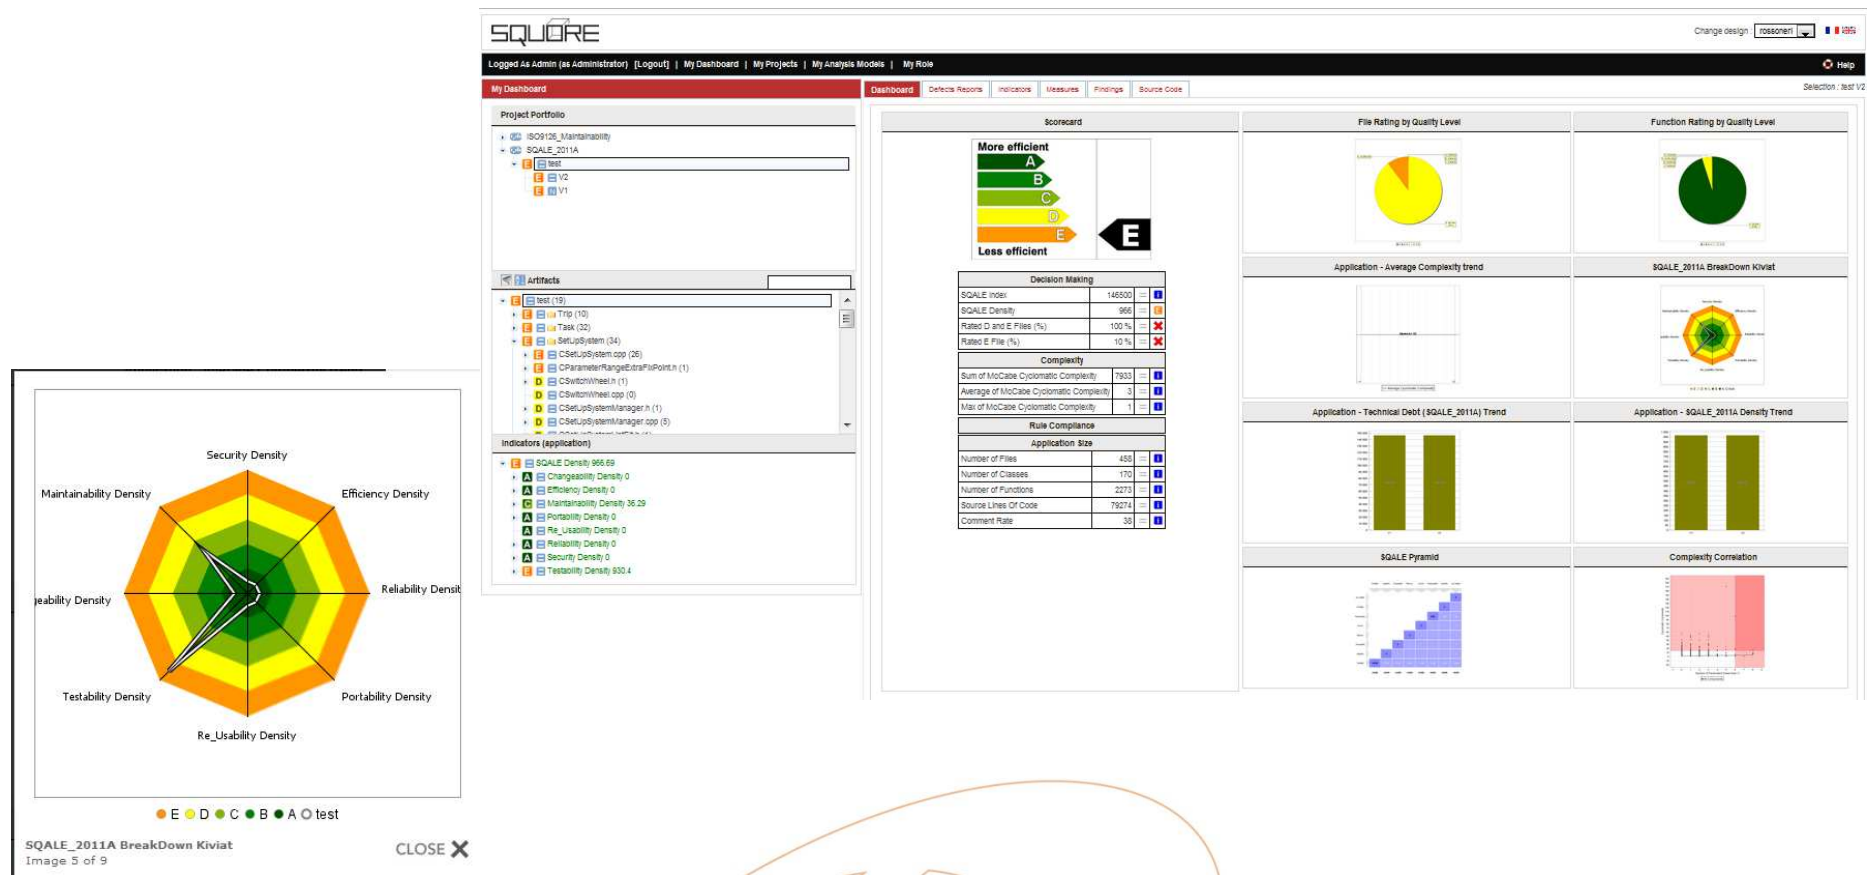 SQUORE
Change design : rossoneri
Logged As Admin (as Administrator) [Logout] | My Dashboard | My Projects | My Analysis Models | My Role
Help
My Dashboard
Dashboard Defects Reports Indicators Measures Findings Source Code
Selection : test V2
Project Portfolio
ISO9126_Maintainability
SQALE_2011A
E test
E V2
E V1
Artifacts
E test (19)
E Trip (10)
E Task (32)
E SetUpSystem (34)
E CSetUpSystem.cpp (26)
E CParameterRangeExtraFixPoint.h (1)
D CSwitchWheel.h (1)
D CSwitchWheel.cpp (0)
D CSetUpSystemManager.h (1)
D CSetUpSystemManager.cpp (5)
Indicators (application)
E SQALE Density 966.69
A Changeability Density 0
A Efficiency Density 0
C Maintainability Density 36.29
A Portability Density 0
A Re_Usability Density 0
A Reliability Density 0
A Security Density 0
E Testability Density 930.4
Scorecard
More efficient
A
B
C
D
E
E
Less efficient
Decision Making
SQALE Index 146500 =
SQALE Density 966 = E
Rated D and E Files (%) 100 % =
Rated E File (%) 10 % =
Complexity
Sum of McCabe Cyclomatic Complexity 7933 =
Average of McCabe Cyclomatic Complexity 3 =
Max of McCabe Cyclomatic Complexity 1 =
Rule Compliance
Application Size
Number of Files 458 =
Number of Classes 170 =
Number of Functions 2273 =
Source Lines Of Code 79274 =
Comment Rate 38 =
File Rating by Quality Level
Function Rating by Quality Level
Application - Average Complexity trend
SQALE_2011A BreakDown Kiviat
Application - Technical Debt (SQALE_2011A) Trend
Application - SQALE_2011A Density Trend
SQALE Pyramid
Complexity Correlation
Security Density
Maintainability Density
Efficiency Density
geability Density
Reliability Densit
Testability Density
Portability Density
Re_Usability Density
E D C B A test
SQALE_2011A BreakDown Kiviat
Image 5 of 9
CLOSE